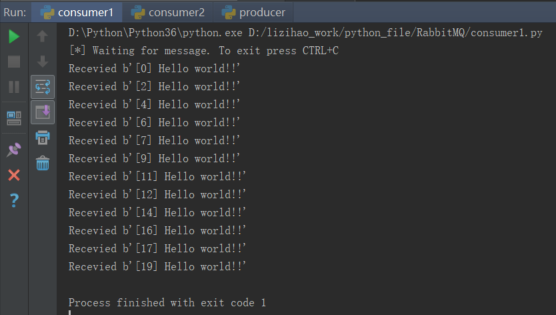 Run: consumer1 consumer2 producer
D:\Python\Python36\python.exe D:/lizihao_work/python_file/RabbitMQ/consumer1.py
[*] Waiting for message. To exit press CTRL+C
Recevied b'[0] Hello world!!'
Recevied b'[2] Hello world!!'
Recevied b'[4] Hello world!!'
Recevied b'[6] Hello world!!'
Recevied b'[7] Hello world!!'
Recevied b'[9] Hello world!!'
Recevied b'[11] Hello world!!'
Recevied b'[12] Hello world!!'
Recevied b'[14] Hello world!!'
Recevied b'[16] Hello world!!'
Recevied b'[17] Hello world!!'
Recevied b'[19] Hello world!!'
Process finished with exit code 1